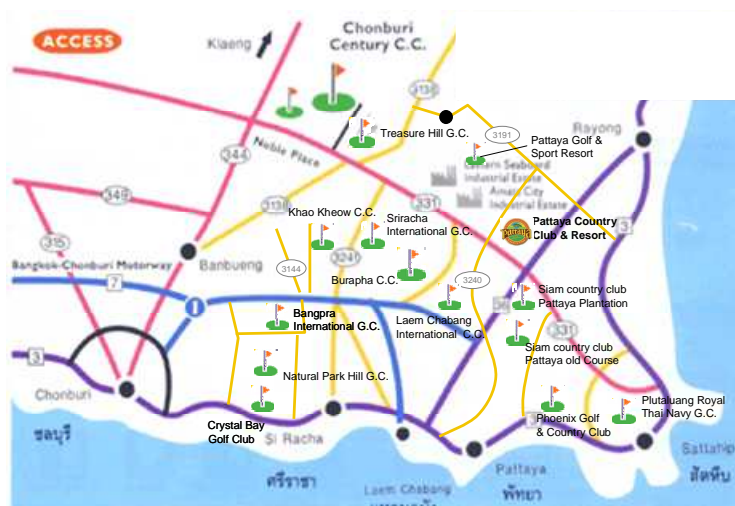 ACCESS
Klaeng
Chonburi
Century C.C.
3138
Treasure Hill G.C.
3191
Rayong
Pattaya Golf &
Sport Resort
Noble Place
344
Eastern Seaboard
Industrial Estate
Amata City
Industrial Estate
349
331
3
315
3138
Khao Kheow C.C.
Sriracha
International G.C.
Pattaya
Pattaya Country
Club & Resort
Banbueng
3241
Bangkok-Chonburi Motorway
3144
Burapha C.C.
3240
7
1
Bangpra
International G.C.
Laem Chabang
International C.C.
36
Siam country club
Pattaya Plantation
331
Siam country club
Pattaya old Course
3
Natural Park Hill G.C.
Chonburi
ชลบุรี
Crystal Bay
Golf Club
Si Racha
ศรีราชา
Phoenix Golf
& Country Club
3
Plutaluang Royal
Thai Navy G.C.
Sattahip
สัตหีบ
Pattaya
พัทยา
Laem Chabang